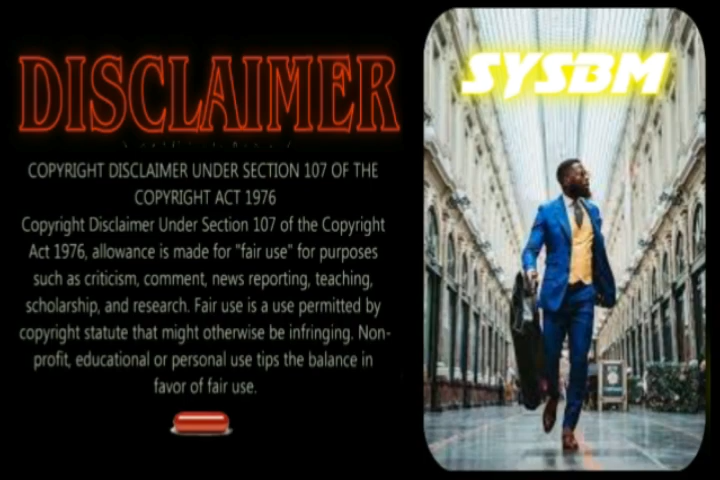 DISCLAIMER
COPYRIGHT DISCLAIMER UNDER SECTION 107 OF THE
COPYRIGHT ACT 1976
Copyright Disclaimer Under Section 107 of the Copyright
Act 1976, allowance is made for "fair use" for purposes
such as criticism, comment, news reporting, teaching,
scholarship, and research. Fair use is a use permitted by
copyright statute that might otherwise be infringing. Non-
profit, educational or personal use tips the balance in
favor of fair use.
SYSBM